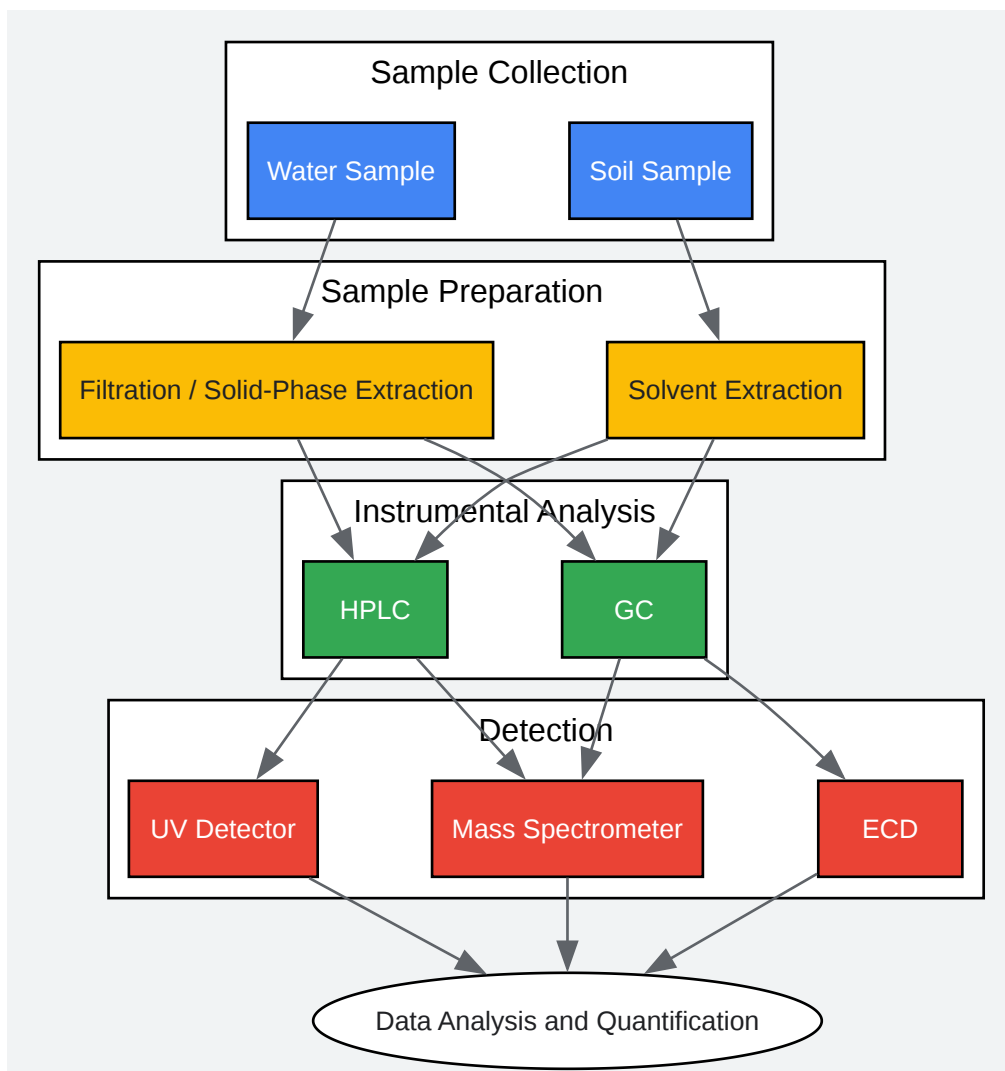 Sample Collection
Water Sample
Soil Sample
Sample Preparation
Filtration / Solid-Phase Extraction
Solvent Extraction
Instrumental Analysis
HPLC
GC
Detection
UV Detector
Mass Spectrometer
ECD
Data Analysis and Quantification